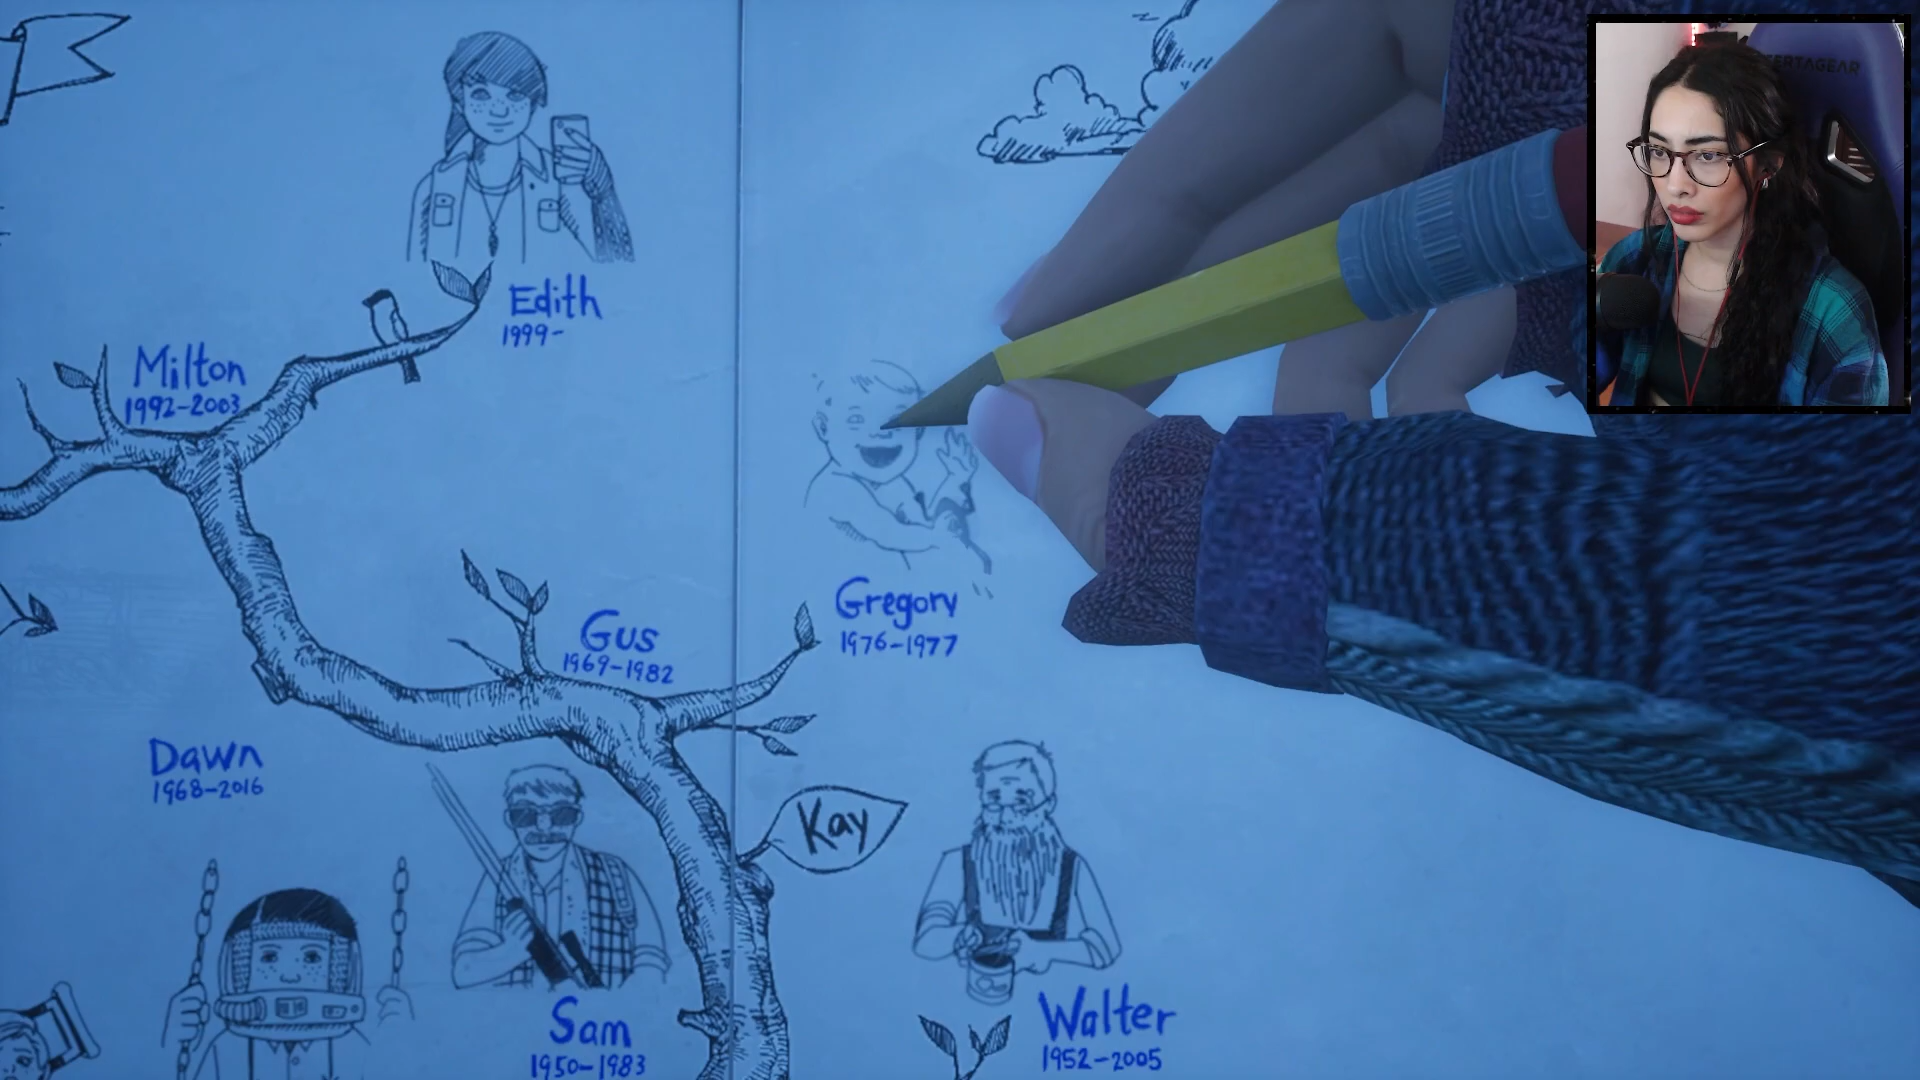 Edith
1999-
Milton
1992-2003
Gregory
1976-1977
Gus
1969-1982
Dawn
1968-2016
Kay
Sam
1950-1983
Walter
1952-2005